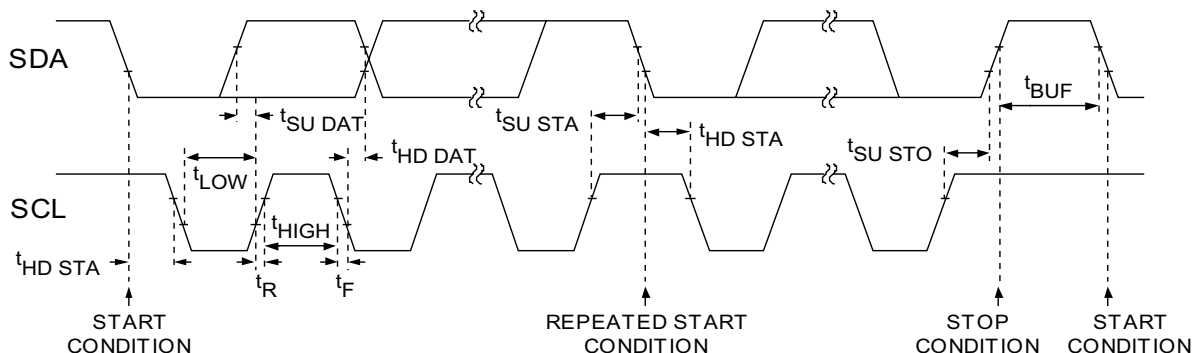 SDA
tBUF
tSU DAT
tSU STA
tHD STA
tHD DAT
tSU STO
tLOW
SCL
tHIGH
tHD STA
tR
tF
START
CONDITION
REPEATED START
CONDITION
STOP
CONDITION
START
CONDITION